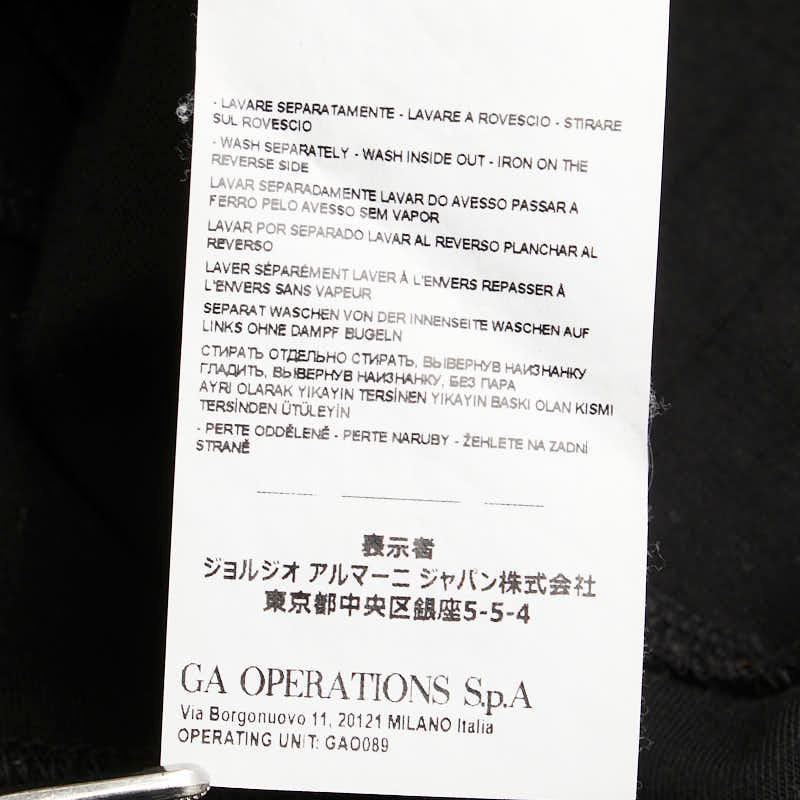 - LAVARE SEPARATAMENTE - LAVARE A ROVESCIO - STIRARE
SUL ROVESCIO
- WASH SEPARATELY - WASH INSIDE OUT - IRON ON THE
REVERSE SIDE
LAVAR SEPARADAMENTE LAVAR DO AVESSO PASSAR A
FERRO PELO AVESSO SEM VAPOR
LAVAR POR SEPARADO LAVAR AL REVERSO PLANCHAR AL
REVERSO
LAVER SÉPARÉMENT LAVER À L'ENVERS REPASSER À
L'ENVERS SANS VAPEUR
SEPARAT WASCHEN VON DER INNENSEITE WASCHEN AUF
LINKS OHNE DAMPF BUGELN
СТИРАТЬ ОТДЕЛЬНО СТИРАТЬ, ВЫВЕРНУВ НАИЗНАНКУ
ГЛАДИТЬ, ВЫВЕРНУВ НАИЗНАНКУ, БЕЗ ПАРА
AYRI OLARAK YIKAYIN TERSINEN YIKAYIN BASKI OLAN KISMI
TERSINDEN ÜTÜLEYİN
- PERTE ODDĚLENĚ - PERTE NARUBY - ŽEHLETE NA ZADNÍ
STRANĚ
表示者
ジョルジオ アルマーニ ジャパン株式会社
東京都中央区銀座5-5-4
GA OPERATIONS S.p.A
Via Borgonuovo 11, 20121 MILANO Italia
OPERATING UNIT: GAO089